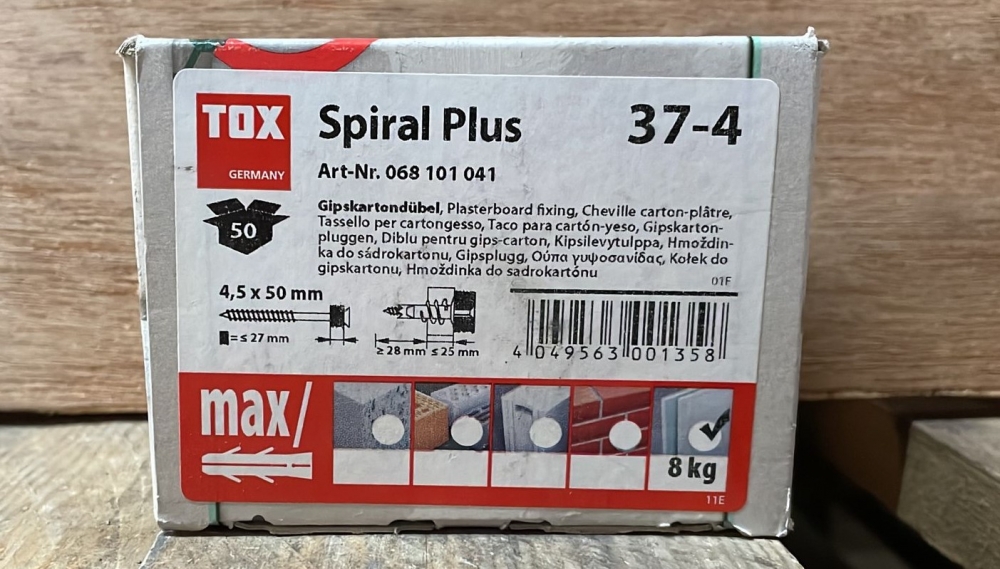 TOX
GERMANY
Spiral Plus
37-4
Art-Nr. 068 101 041
50
Gipskartondübel, Plasterboard fixing, Cheville carton-plâtre,
Tassello per cartongesso, Taco para cartón-yeso, Gipskarton-
pluggen, Diblu pentru gips-carton, Kipsilevytulppa, Hmoždin-
ka do sádrokartonu, Gipsplugg, Ούπα γυψοσανίδας, Kołek do
gipskartonu, Hmoždinka do sadrokartónu
01E
4,5 x 50 mm
= ≤ 27 mm
≥ 28 mm ≤ 25 mm
4 049563 001358
max/
8 kg
11E